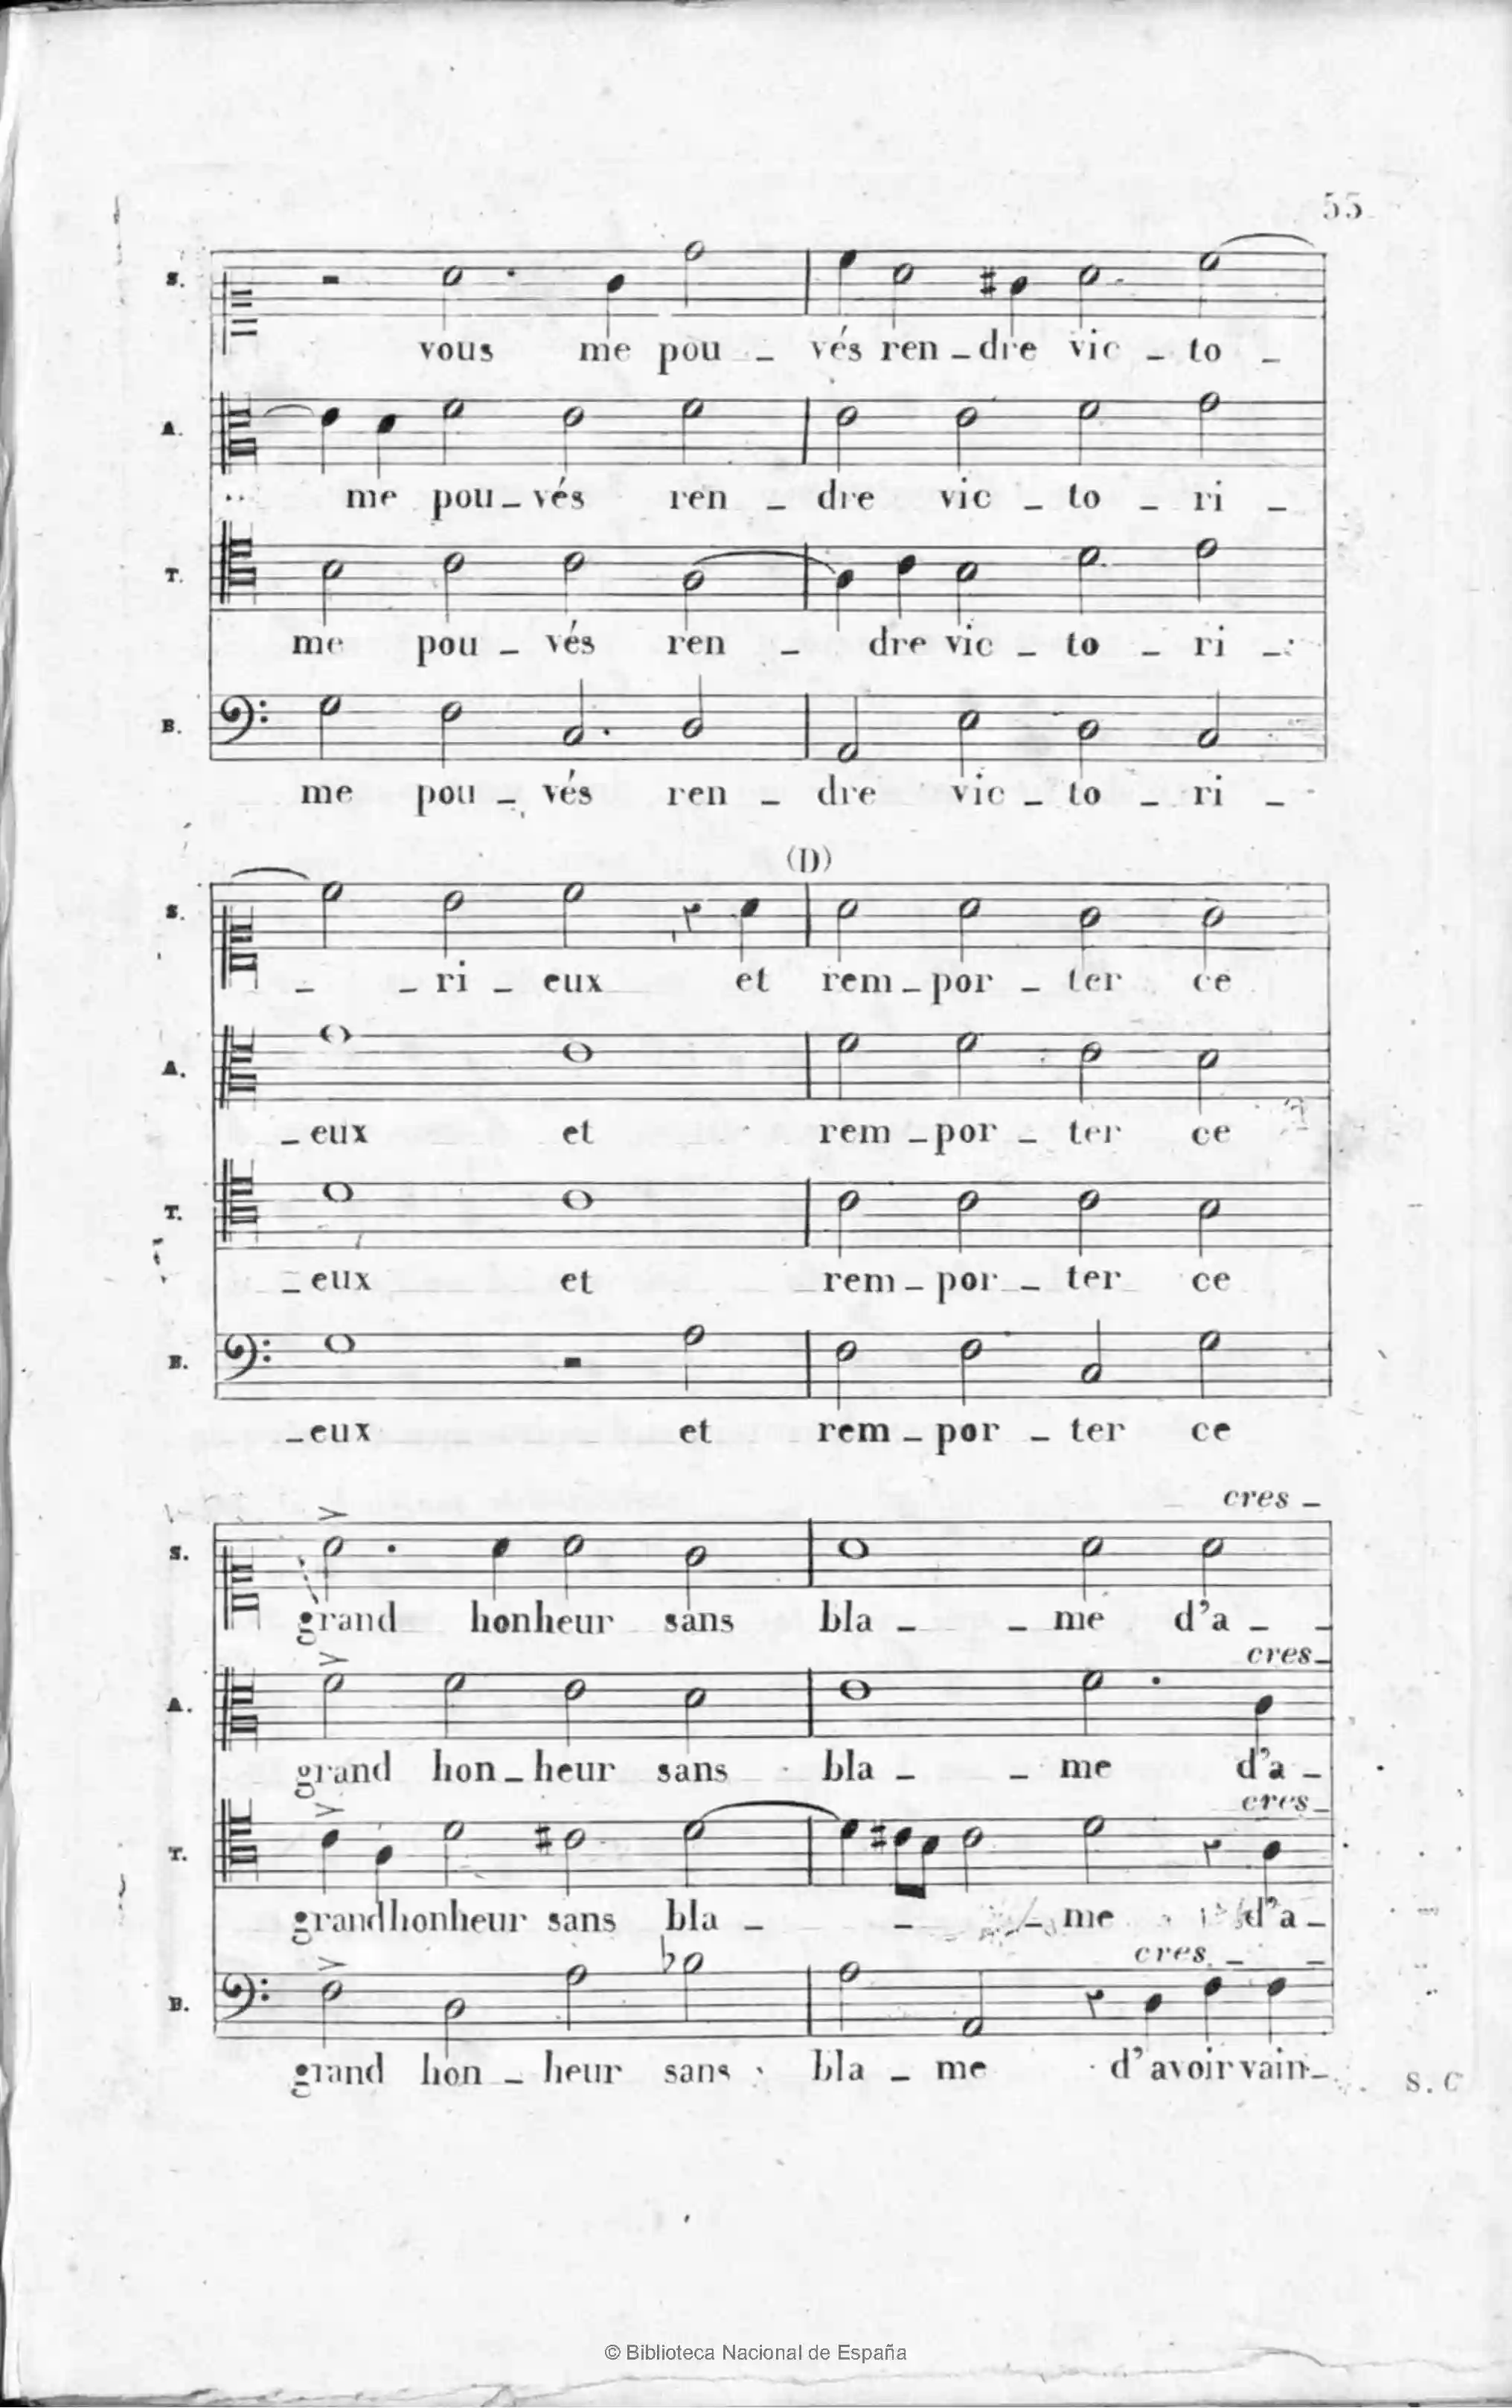 55
S.
vous me pou - vés ren - dre vic - to -
A.
me pou - vés ren - dre vic - to - ri -
T.
me pou - vés ren - dre vic - to - ri -
B.
me pou - vés ren - dre vic - to - ri -
(D)
S.
- - ri - eux et rem - por - ter ce
A.
- eux et rem - por - ter ce
T.
- eux et rem - por - ter ce
B.
- eux et rem - por - ter ce
cres -
S.
grand honheur sans bla - - me d'a - -
cres -
A.
grand hon - heur sans bla - - me d'a -
cres -
T.
grand honheur sans bla - - - me d'a -
cres. - -
B.
grand hon - heur sans bla - me d'avoir vain -
S. C
© Biblioteca Nacional de España